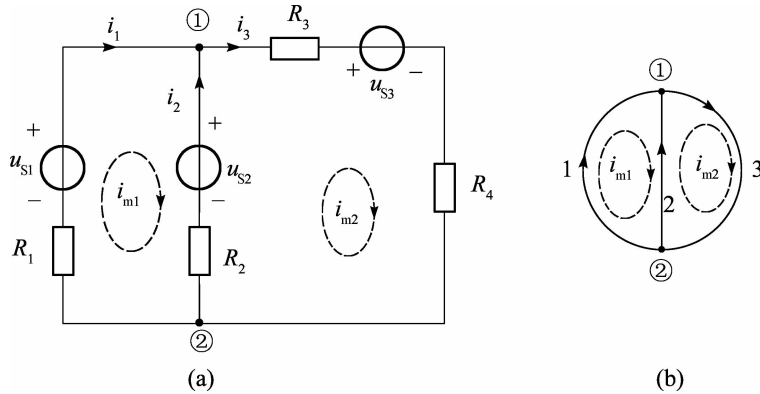 ① R₃
i₁ i₃
+ −
i₂ uS3
+ +
uS1 im1 uS2 im2 R₄
− −
R₁ R₂
②
(a)
①
1 im1 im2 3
2
②
(b)